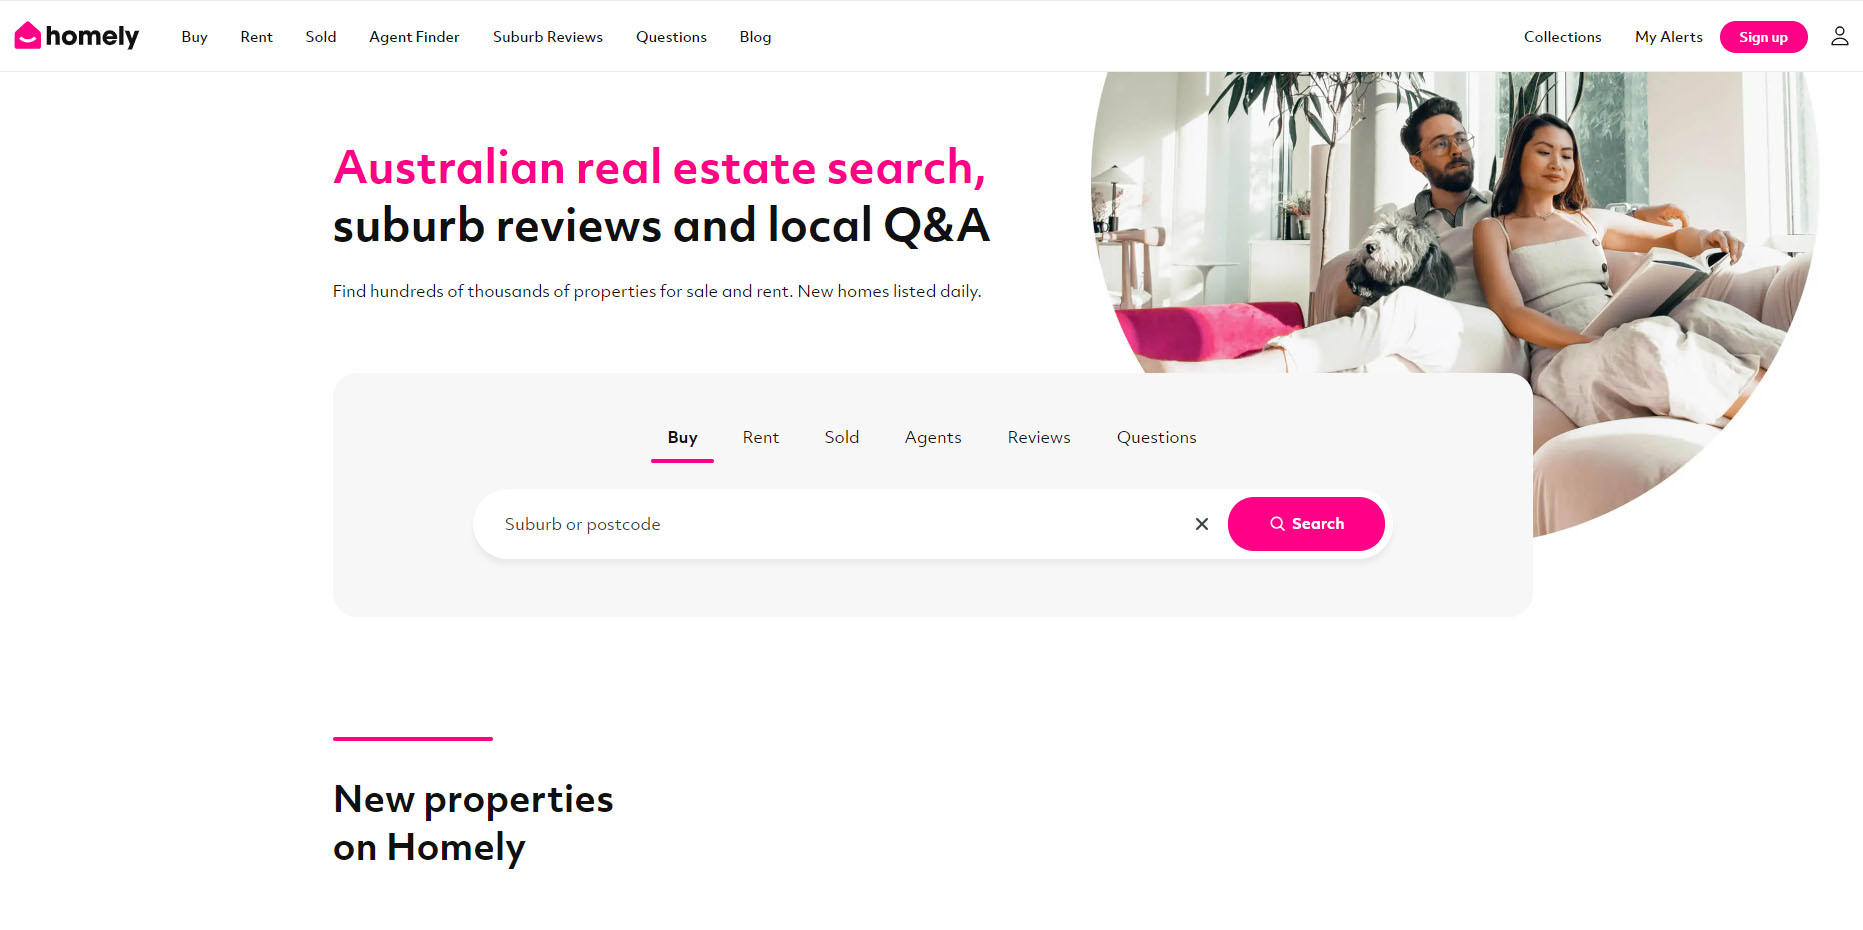 homely
Buy Rent Sold Agent Finder Suburb Reviews Questions Blog
Collections My Alerts Sign up
Australian real estate search,
suburb reviews and local Q&A
Find hundreds of thousands of properties for sale and rent. New homes listed daily.
Buy Rent Sold Agents Reviews Questions
Suburb or postcode
Search
New properties
on Homely